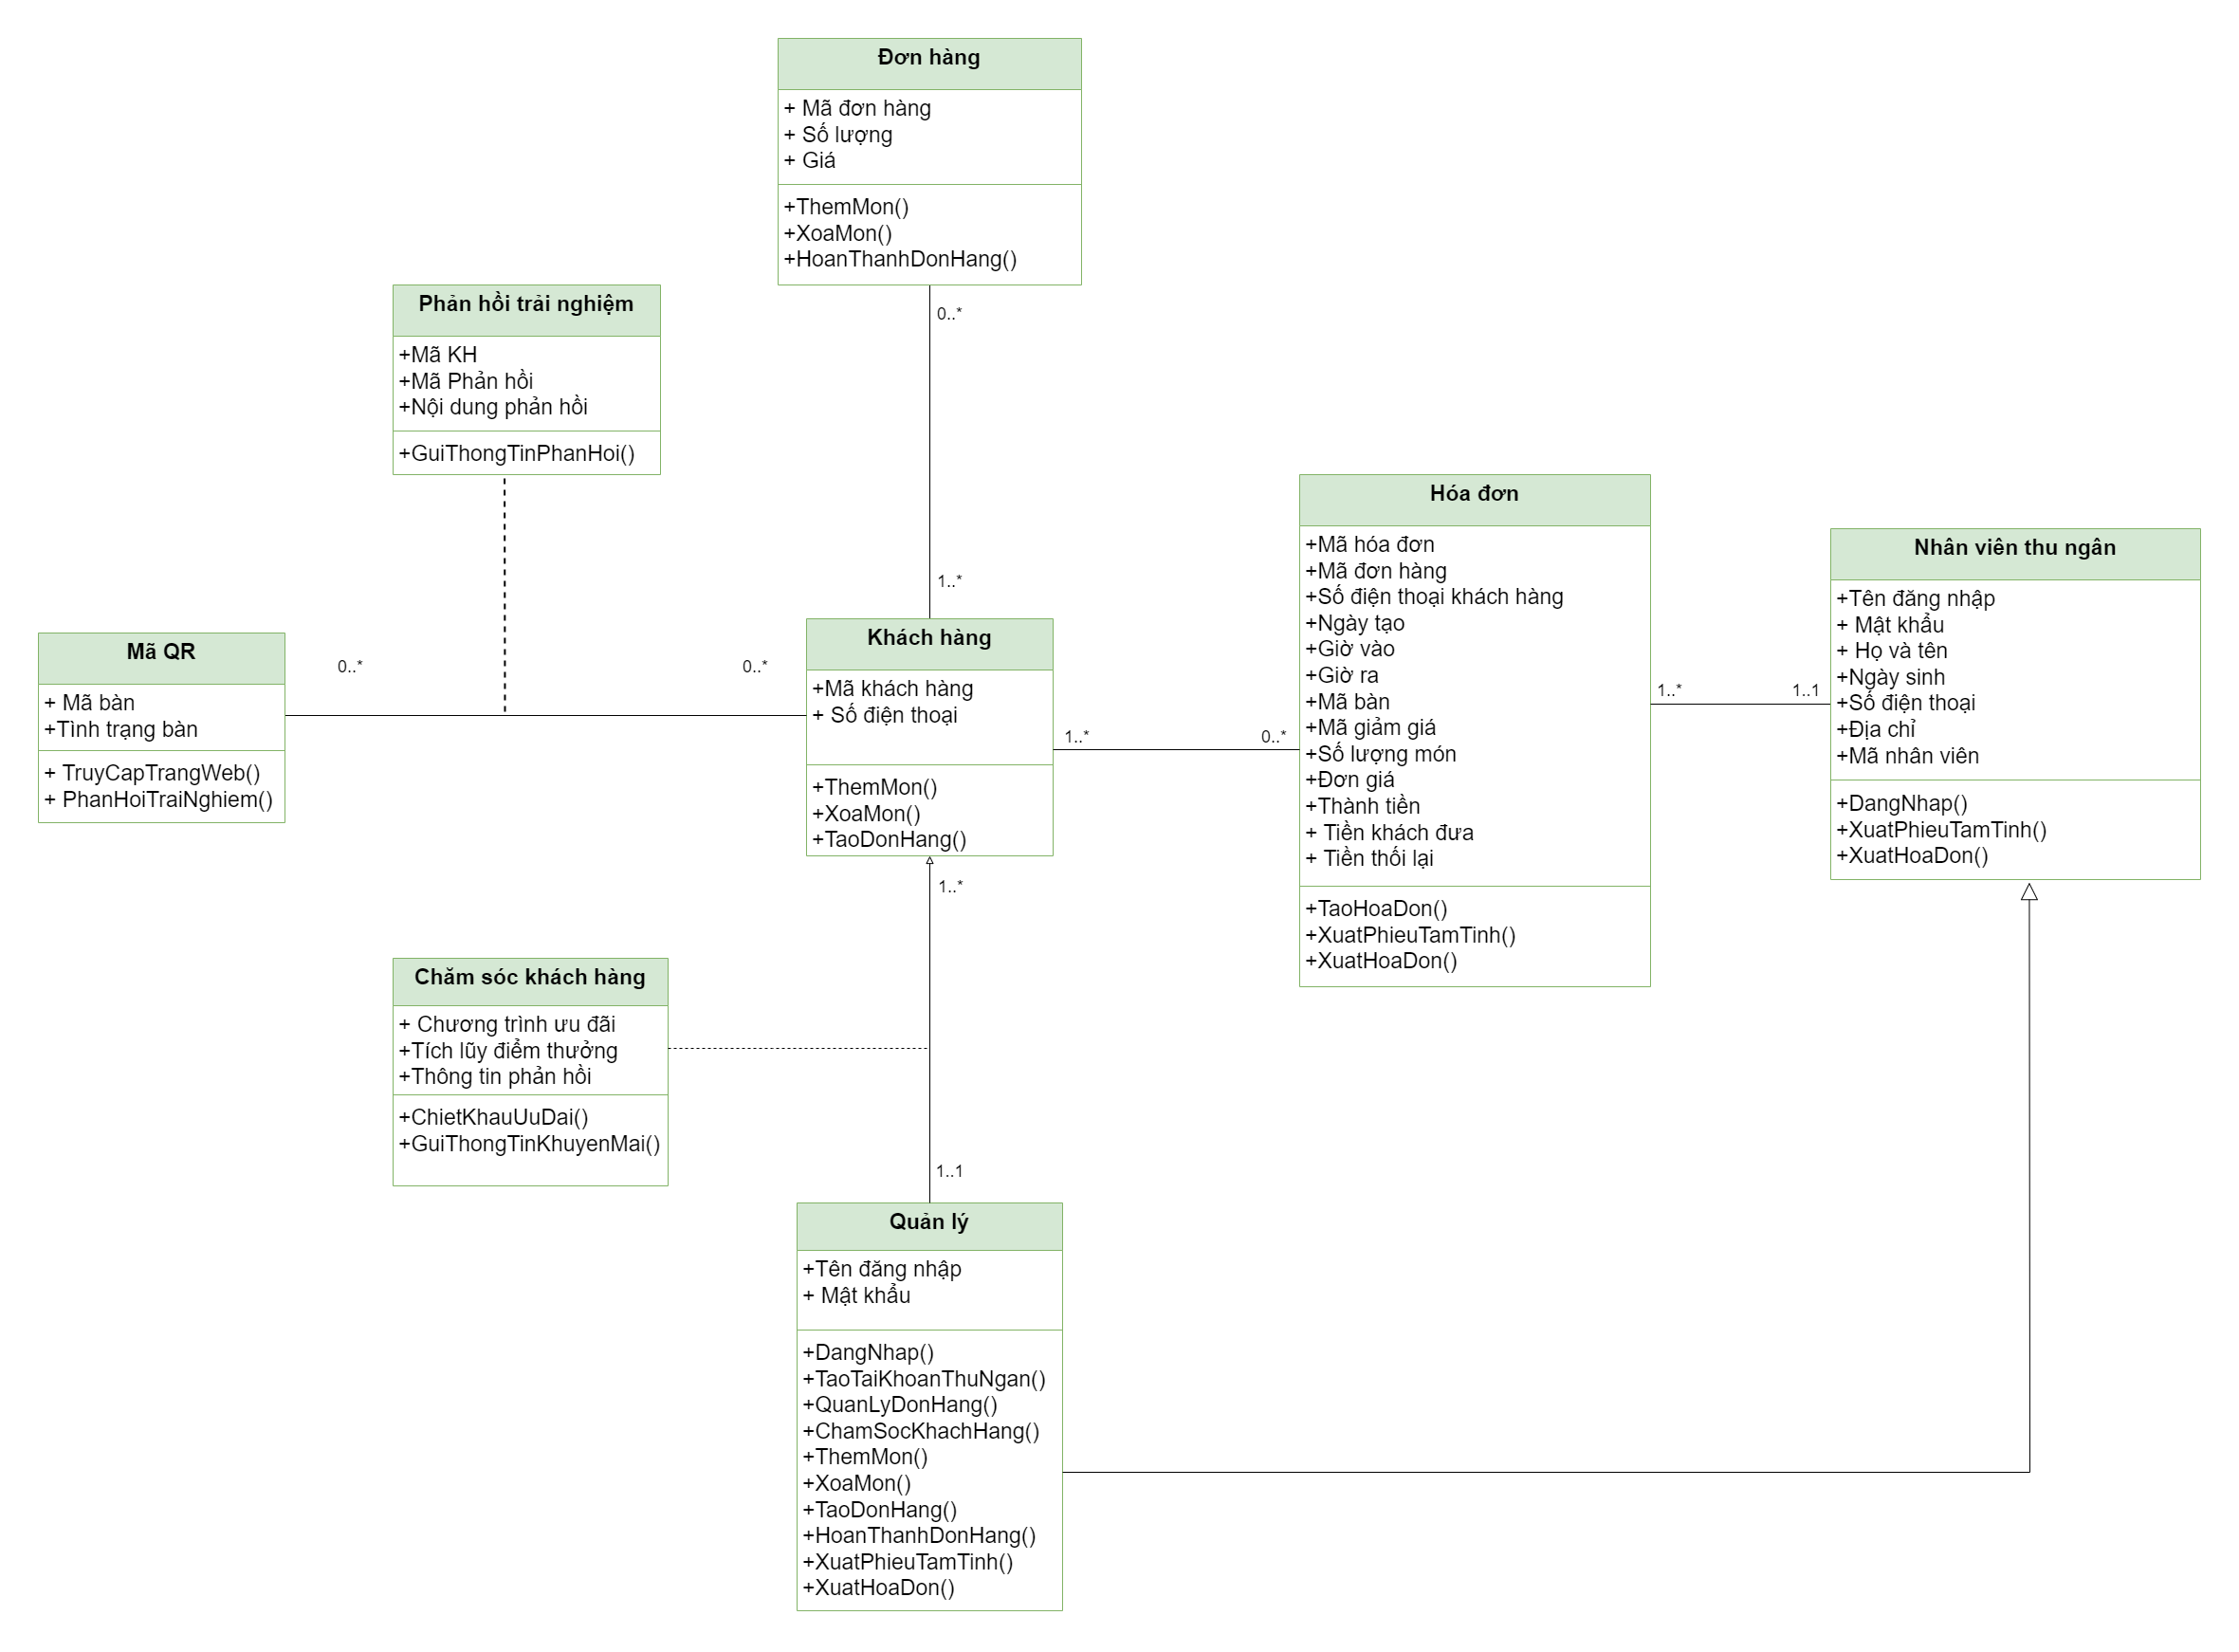 Đơn hàng
+ Mã đơn hàng
+ Số lượng
+ Giá
+ThemMon()
+XoaMon()
+HoanThanhDonHang()
0..*
1..*
Phản hồi trải nghiệm
+Mã KH
+Mã Phản hồi
+Nội dung phản hồi
+GuiThongTinPhanHoi()
Mã QR
+ Mã bàn
+Tình trạng bàn
+ TruyCapTrangWeb()
+ PhanHoiTraiNghiem()
0..*
0..*
Khách hàng
+Mã khách hàng
+ Số điện thoại
+ThemMon()
+XoaMon()
+TaoDonHang()
1..*
0..*
Hóa đơn
+Mã hóa đơn
+Mã đơn hàng
+Số điện thoại khách hàng
+Ngày tạo
+Giờ vào
+Giờ ra
+Mã bàn
+Mã giảm giá
+Số lượng món
+Đơn giá
+Thành tiền
+ Tiền khách đưa
+ Tiền thối lại
+TaoHoaDon()
+XuatPhieuTamTinh()
+XuatHoaDon()
1..*
1..1
Nhân viên thu ngân
+Tên đăng nhập
+ Mật khẩu
+ Họ và tên
+Ngày sinh
+Số điện thoại
+Địa chỉ
+Mã nhân viên
+DangNhap()
+XuatPhieuTamTinh()
+XuatHoaDon()
1..*
Chăm sóc khách hàng
+ Chương trình ưu đãi
+Tích lũy điểm thưởng
+Thông tin phản hồi
+ChietKhauUuDai()
+GuiThongTinKhuyenMai()
1..1
Quản lý
+Tên đăng nhập
+ Mật khẩu
+DangNhap()
+TaoTaiKhoanThuNgan()
+QuanLyDonHang()
+ChamSocKhachHang()
+ThemMon()
+XoaMon()
+TaoDonHang()
+HoanThanhDonHang()
+XuatPhieuTamTinh()
+XuatHoaDon()